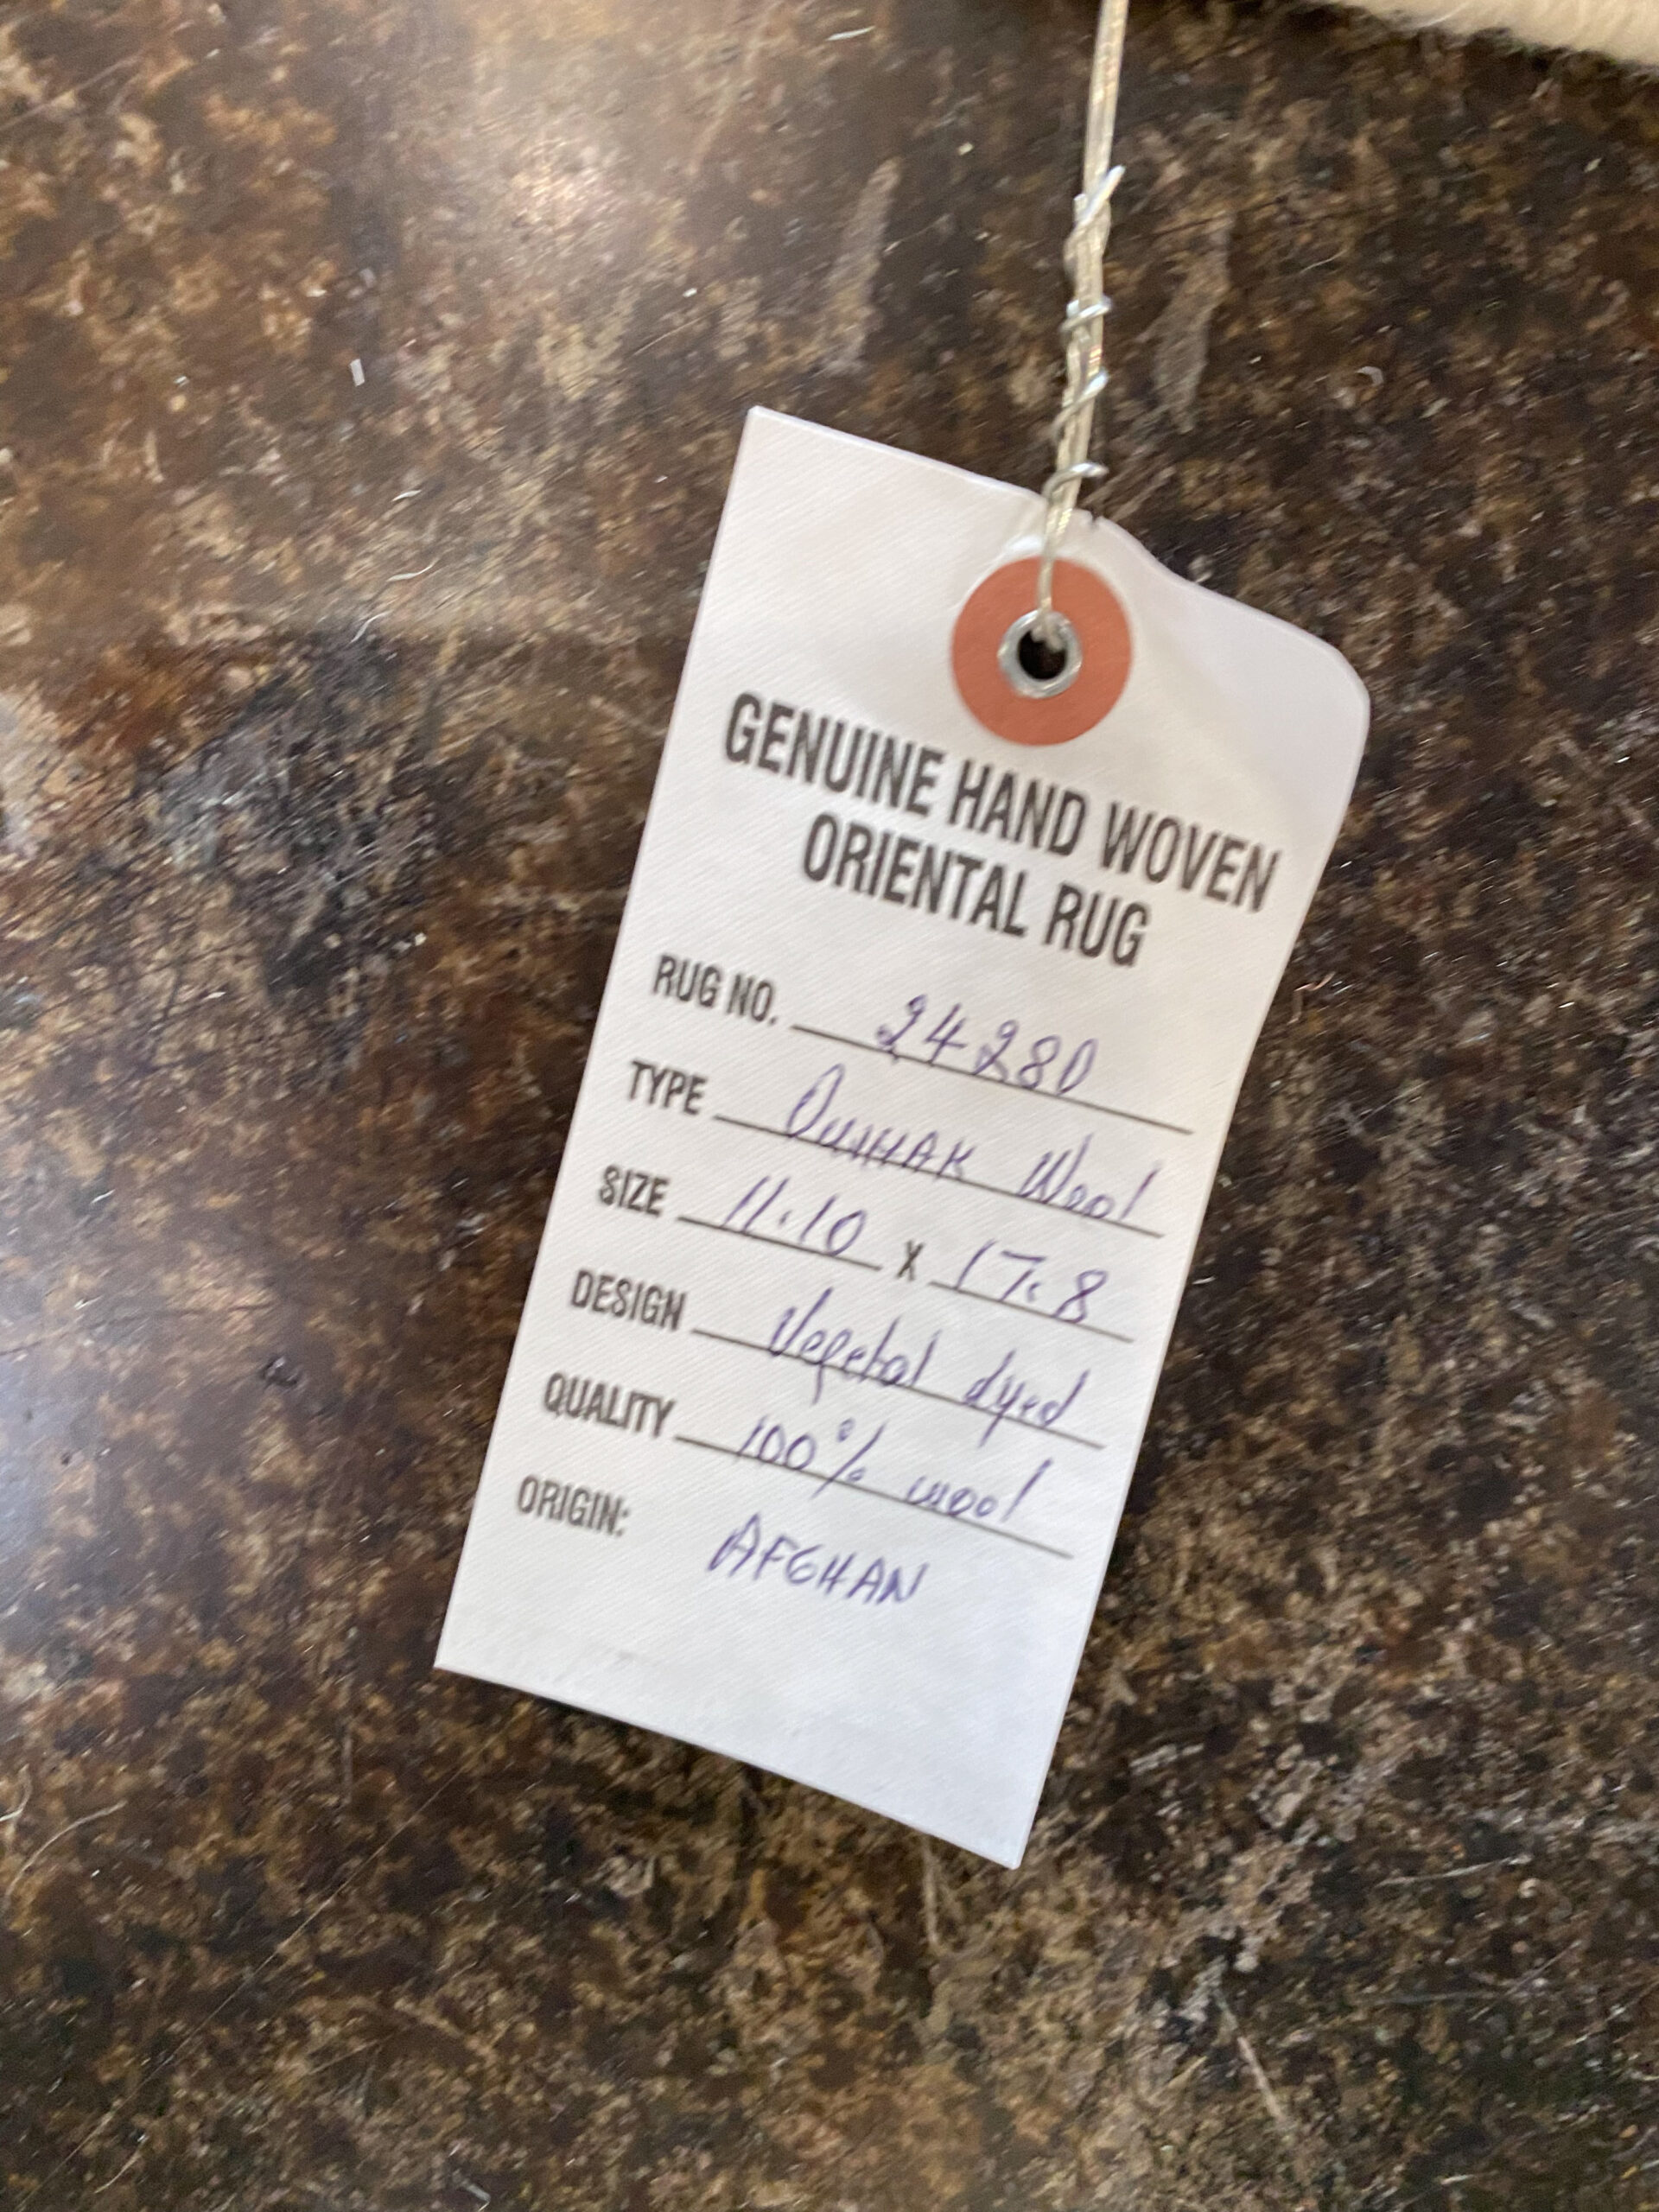 GENUINE HAND WOVEN
ORIENTAL RUG
RUG NO. 24280
TYPE Wool
SIZE 11.10 X 17.8
DESIGN Vegetal dyed
QUALITY 100% wool
ORIGIN: AFGHAN